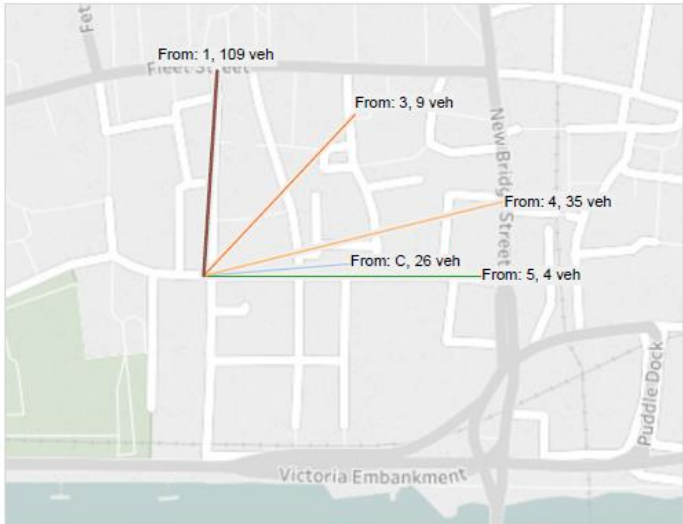 Fet
From: 1, 109 veh
Fleet Street
From: 3, 9 veh
New Bridge Street
From: 4, 35 veh
From: C, 26 veh
From: 5, 4 veh
Puddle Dock
Victoria Embankment